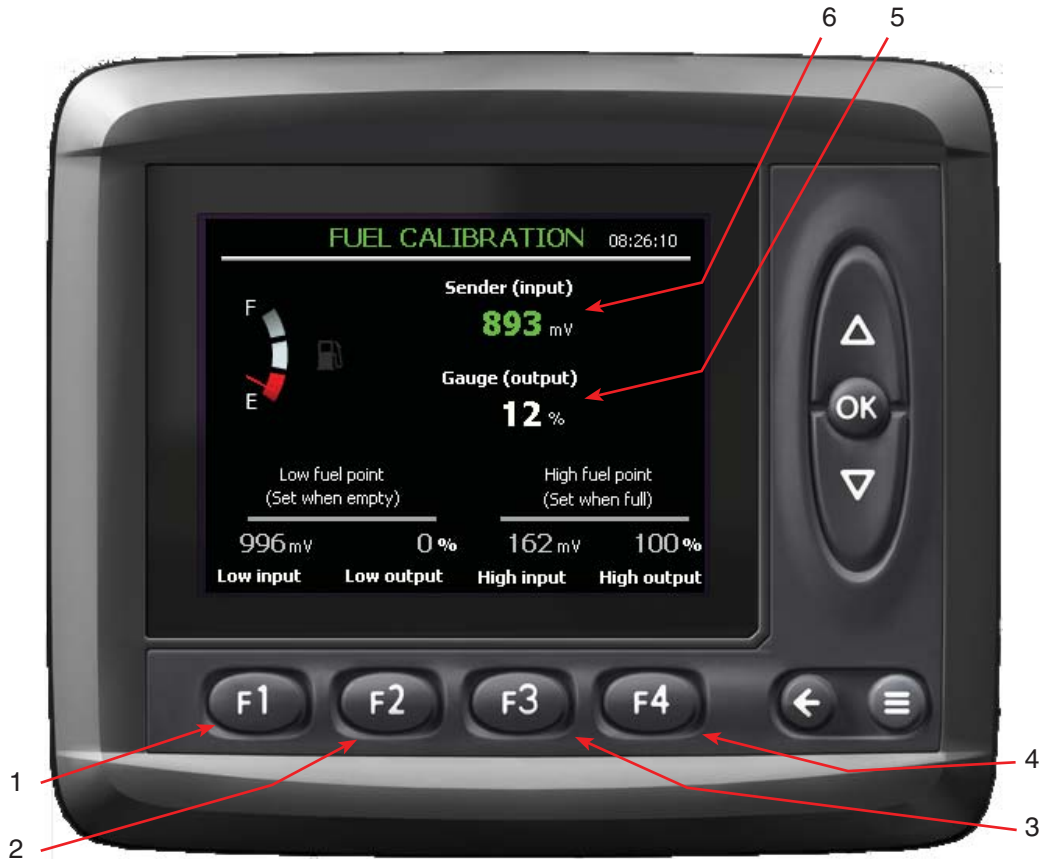 6 5
FUEL CALIBRATION 08:26:10
Sender (input)
F
893 mV
Gauge (output)
E
12 %
OK
Low fuel point
(Set when empty)
High fuel point
(Set when full)
996 mV 0 % 162 mV 100 %
Low input Low output High input High output
F1 F2 F3 F4
1
2
4
3